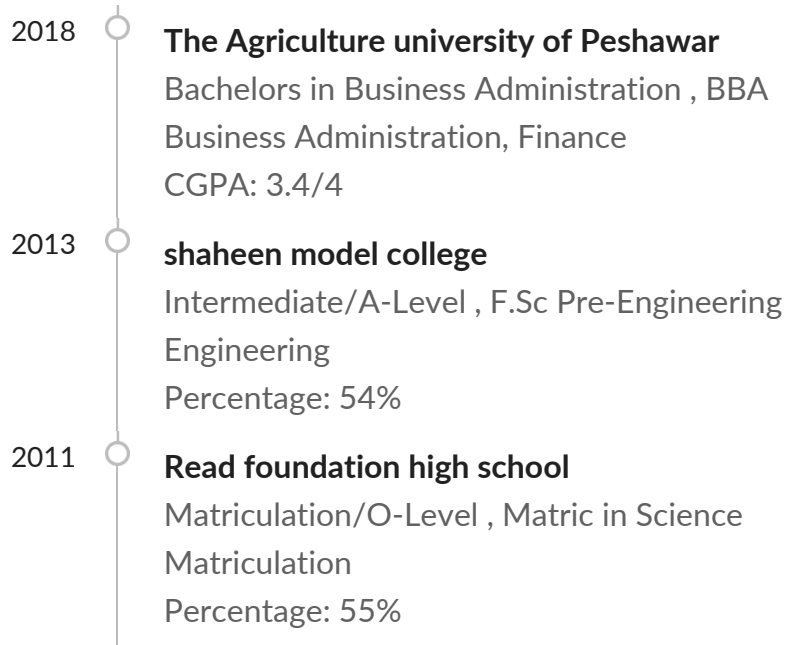 2018
The Agriculture university of Peshawar
Bachelors in Business Administration , BBA
Business Administration, Finance
CGPA: 3.4/4
2013
shaheen model college
Intermediate/A-Level , F.Sc Pre-Engineering
Engineering
Percentage: 54%
2011
Read foundation high school
Matriculation/O-Level , Matric in Science
Matriculation
Percentage: 55%